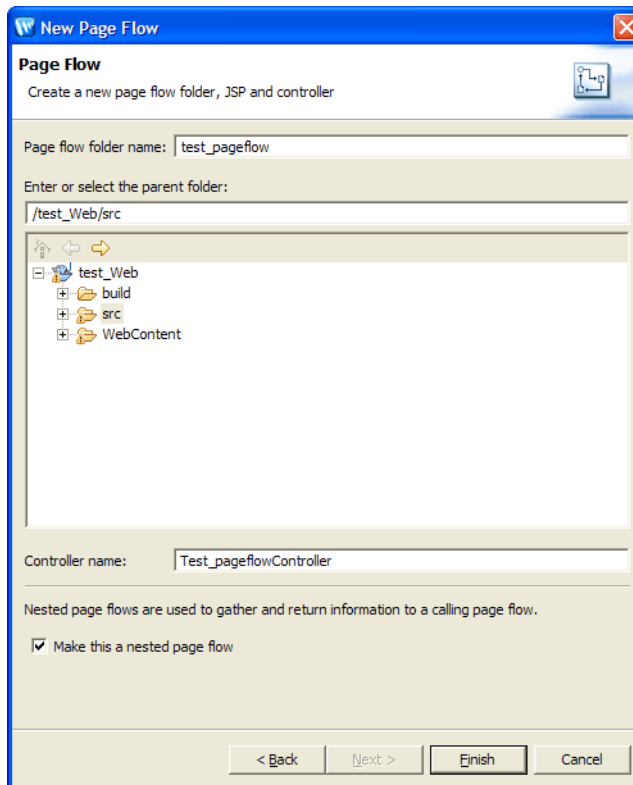 New Page Flow
Page Flow
Create a new page flow folder, JSP and controller
Page flow folder name: test_pageflow
Enter or select the parent folder:
/test_Web/src
test_Web
build
src
WebContent
Controller name: Test_pageflowController
Nested page flows are used to gather and return information to a calling page flow.
Make this a nested page flow
< Back Next > Finish Cancel